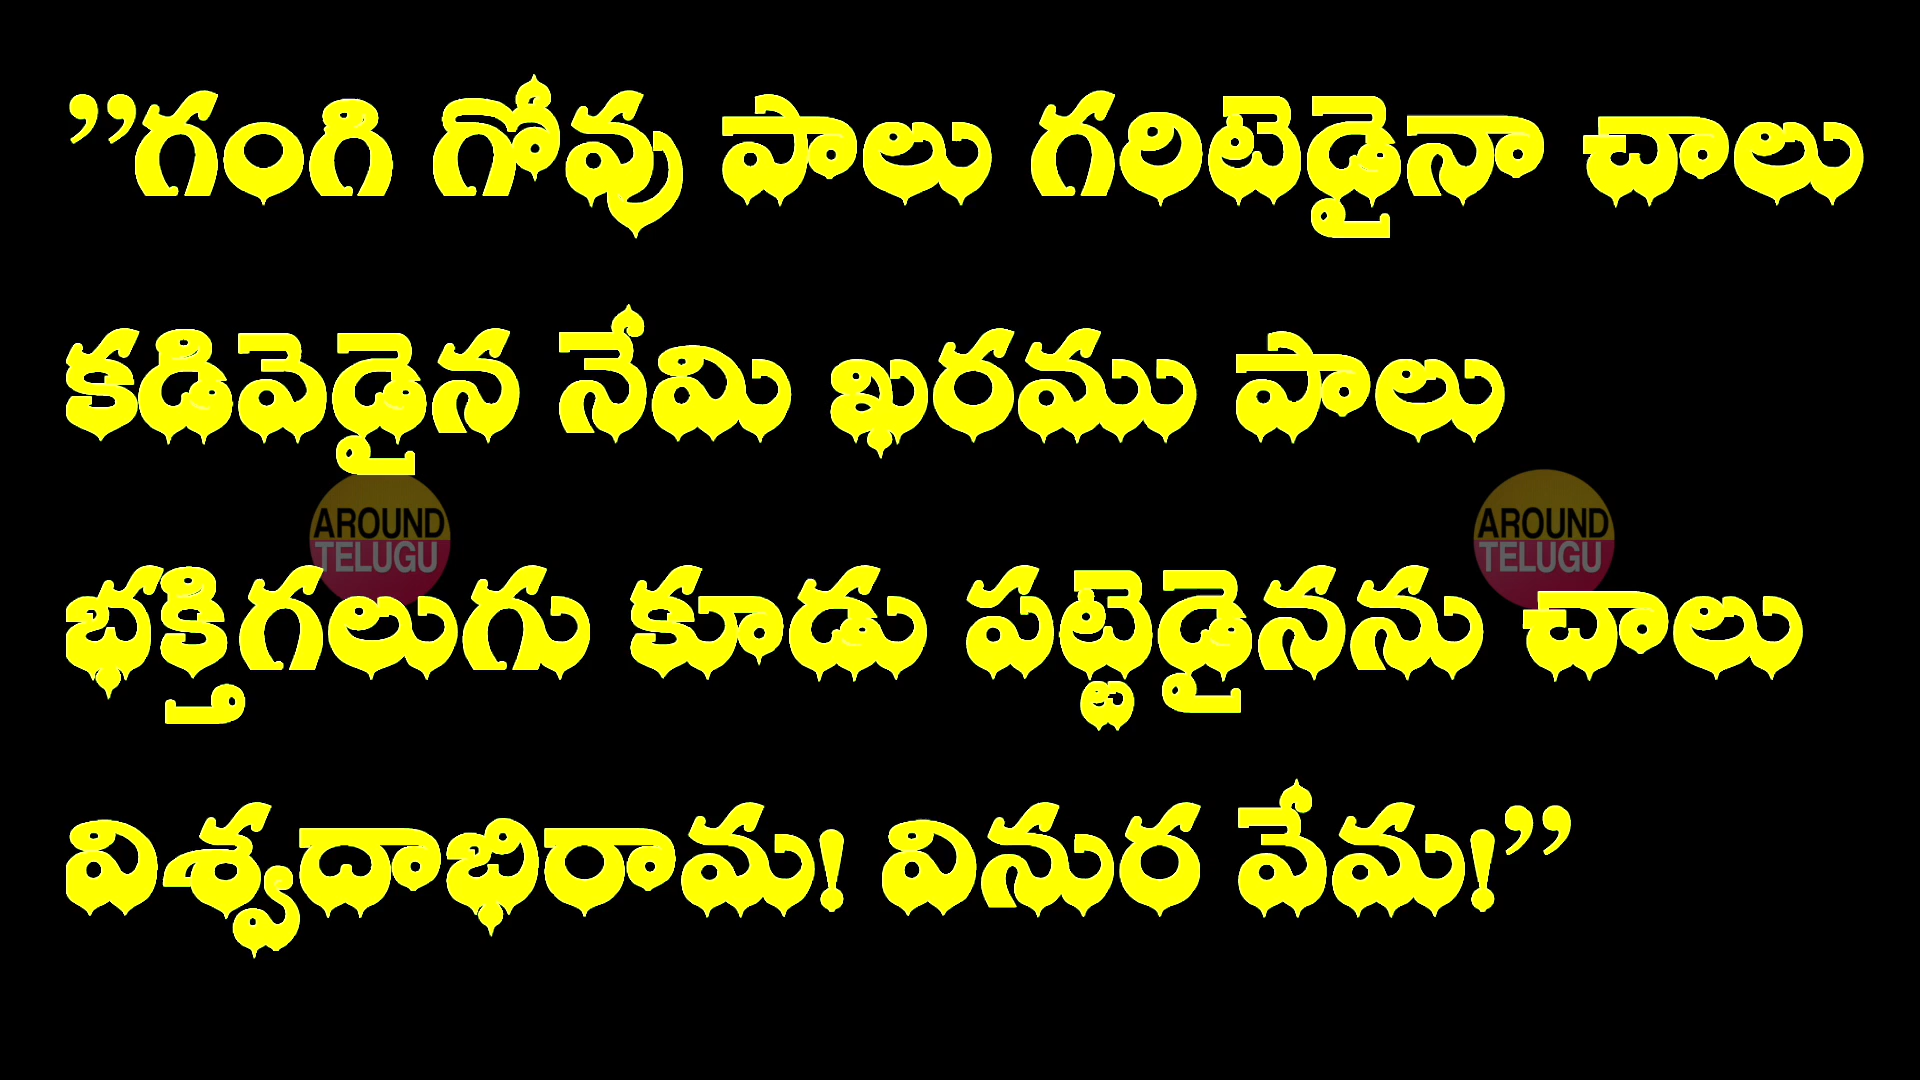 ”గంగి గోవు పాలు గరిటెడైనా చాలు
కడివెడైన నేమి ఖరము పాలు
AROUND
TELUGU
AROUND
TELUGU
భక్తిగలుగు కూడు పట్టెడైనను చాలు
విశ్వదాభిరామ! వినుర వేమ!”